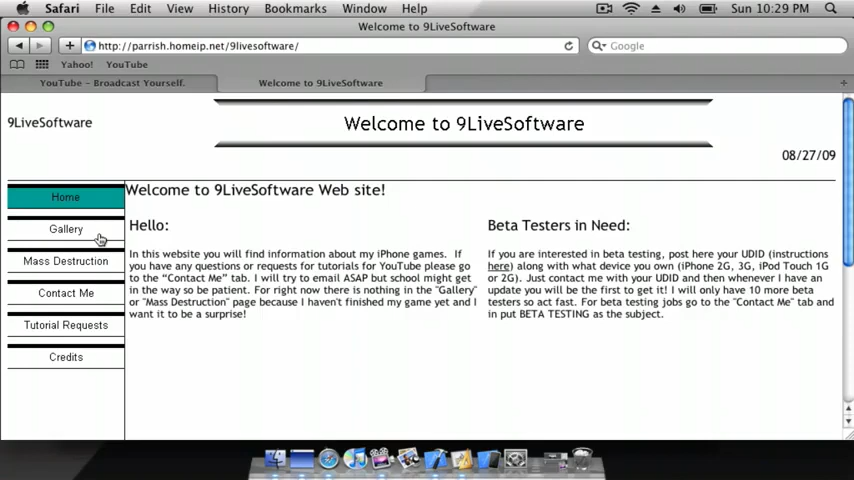 Safari File Edit View History Bookmarks Window Help Sun 10:29 PM
Welcome to 9LiveSoftware
http://parrish.homeip.net/9livesoftware/ Google
Yahoo! YouTube
YouTube - Broadcast Yourself. Welcome to 9LiveSoftware
9LiveSoftware
Welcome to 9LiveSoftware
08/27/09
Home
Gallery
Mass Destruction
Contact Me
Tutorial Requests
Credits
Welcome to 9LiveSoftware Web site!
Hello:
In this website you will find information about my iPhone games. If
you have any questions or requests for tutorials for YouTube please go
to the “Contact Me” tab. I will try to email ASAP but school might get
in the way so be patient. For right now there is nothing in the "Gallery"
or "Mass Destruction" page because I haven't finished my game yet and I
want it to be a surprise!
Beta Testers in Need:
If you are interested in beta testing, post here your UDID (instructions
here) along with what device you own (iPhone 2G, 3G, iPod Touch 1G
or 2G). Just contact me with your UDID and then whenever I have an
update you will be the first to get it! I will only have 10 more beta
testers so act fast. For beta testing jobs go to the "Contact Me" tab and
in put BETA TESTING as the subject.